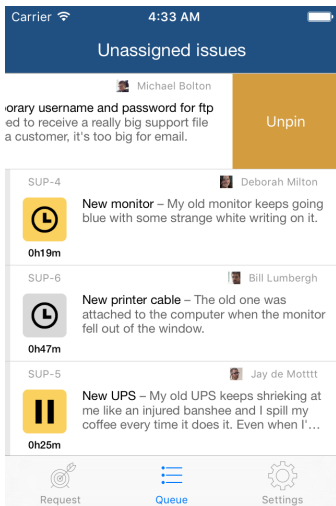 Carrier 4:33 AM
Unassigned issues
Michael Bolton
orary username and password for ftp
ed to receive a really big support file
a customer, it's too big for email.
Unpin
SUP-4 Deborah Milton
New monitor – My old monitor keeps going
blue with some strange white writing on it.
0h19m
SUP-6 Bill Lumbergh
New printer cable – The old one was
attached to the computer when the monitor
fell out of the window.
0h47m
SUP-5 Jay de Motttt
New UPS – My old UPS keeps shrieking at
me like an injured banshee and I spill my
coffee every time it does it. Even when I'…
0h25m
Request Queue Settings